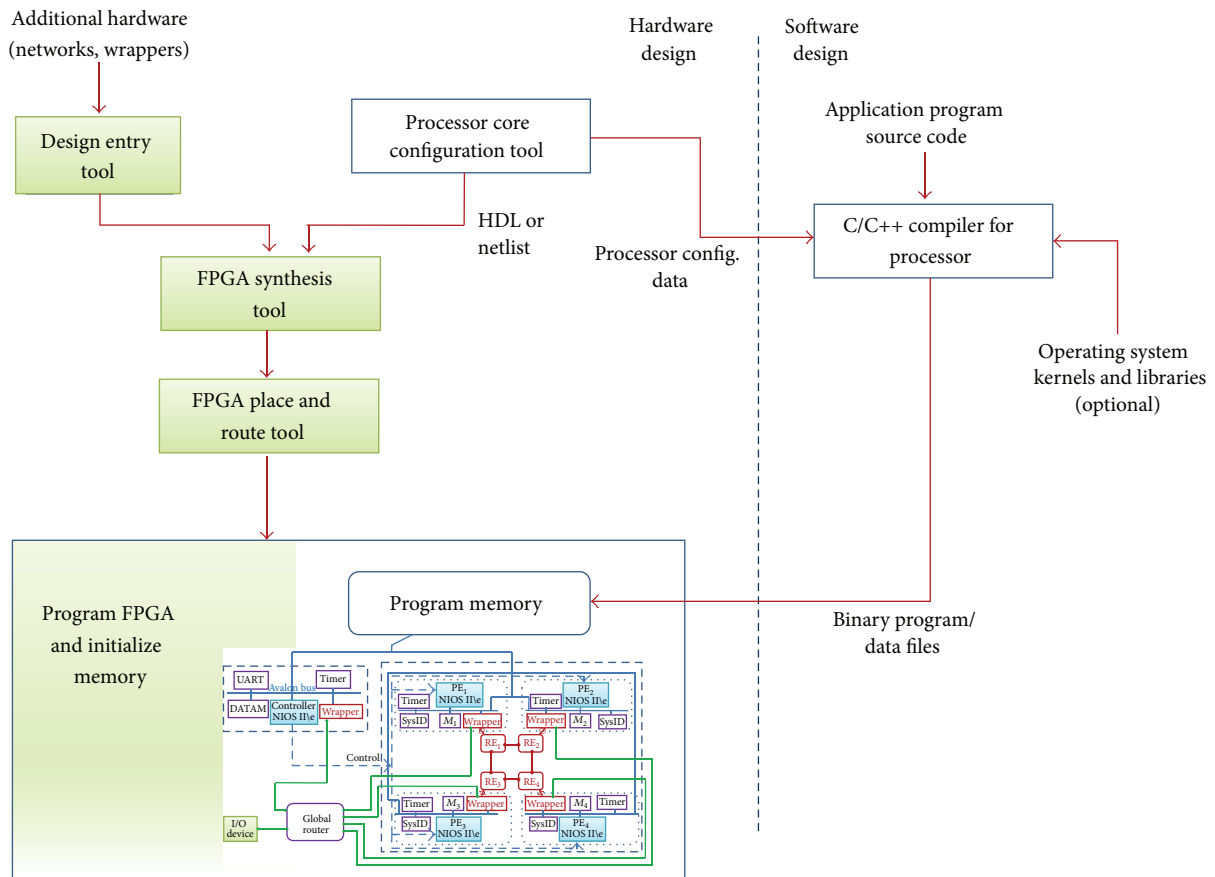 Additional hardware
(networks, wrappers)
Hardware
design
Software
design
Design entry
tool
Processor core
configuration tool
Application program
source code
HDL or
netlist
Processor config.
data
C/C++ compiler for
processor
FPGA synthesis
tool
Operating system
kernels and libraries
(optional)
FPGA place and
route tool
Program FPGA
and initialize
memory
Program memory
Binary program/
data files
UART
Timer
Avalon bus
DATAM
Controller
NIOS II\e
Wrapper
PE1
NIOS II\e
Timer
SysID
M1
Wrapper
PE2
NIOS II\e
Timer
Wrapper
M2
SysID
RE1
RE2
Controll
RE3
RE4
Timer
M3
Wrapper
SysID
PE3
NIOS II\e
Wrapper
M4
Timer
SysID
PE4
NIOS II\e
I/O
device
Global
router